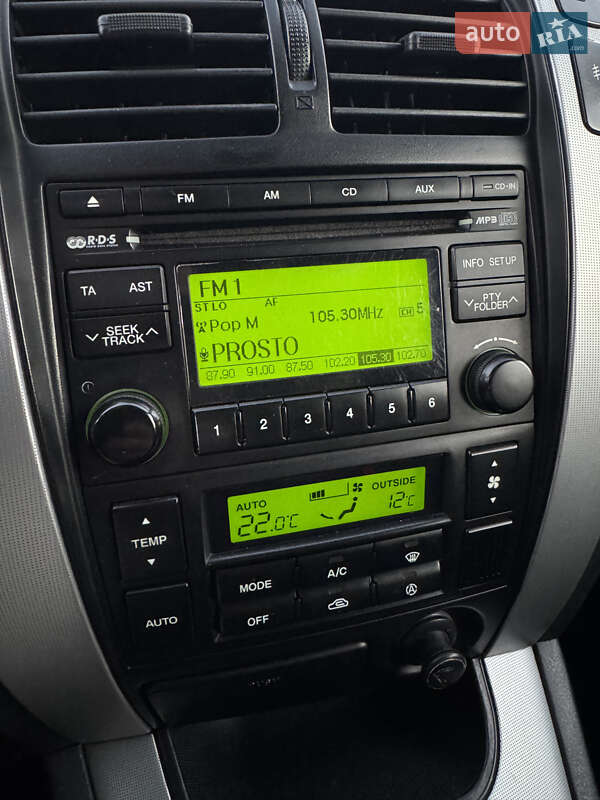 auto RIA
FM AM CD AUX CD-IN
R·D·S
MP3
TA AST
INFO SETUP
SEEK
TRACK
PTY
FOLDER
FM 1
ST LO AF
Pop M 105.30MHz CH 5
PROSTO
87.90 91.00 87.50 102.20 105.30 102.70
1 2 3 4 5 6
AUTO OUTSIDE
22.0°C 12°C
TEMP
MODE A/C
AUTO OFF